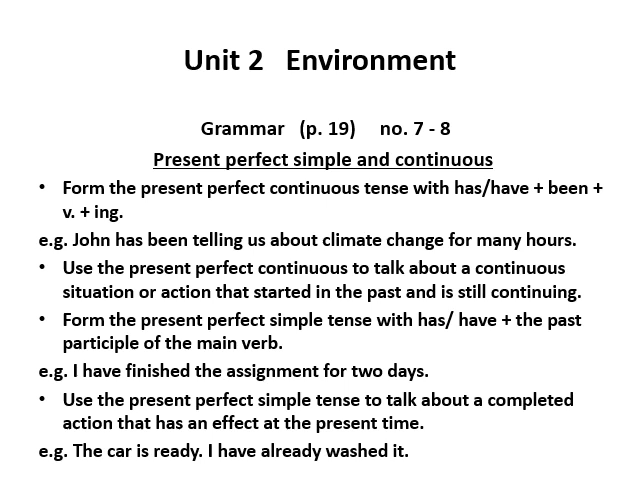 Unit 2 Environment
Grammar (p. 19) no. 7 - 8
Present perfect simple and continuous
• Form the present perfect continuous tense with has/have + been +
v. + ing.
e.g. John has been telling us about climate change for many hours.
• Use the present perfect continuous to talk about a continuous
situation or action that started in the past and is still continuing.
• Form the present perfect simple tense with has/ have + the past
participle of the main verb.
e.g. I have finished the assignment for two days.
• Use the present perfect simple tense to talk about a completed
action that has an effect at the present time.
e.g. The car is ready. I have already washed it.